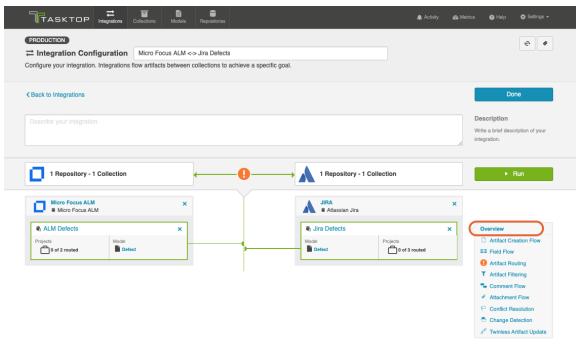 TASKTOP
Integrations
Collections
Models
Repositories
Activity
Metrics
Help
Settings
PRODUCTION
Integration Configuration
Micro Focus ALM <-> Jira Defects
Configure your integration. Integrations flow artifacts between collections to achieve a specific goal.
Back to Integrations
Done
Describe your integration
Description
Write a brief description of your
integration.
1 Repository - 1 Collection
1 Repository - 1 Collection
Run
Micro Focus ALM
Micro Focus ALM
JIRA
Atlassian Jira
ALM Defects
Projects
0 of 2 routed
Model
Defect
Jira Defects
Model
Defect
Projects
0 of 3 routed
Overview
Artifact Creation Flow
Field Flow
Artifact Routing
Artifact Filtering
Comment Flow
Attachment Flow
Conflict Resolution
Change Detection
Twinless Artifact Update